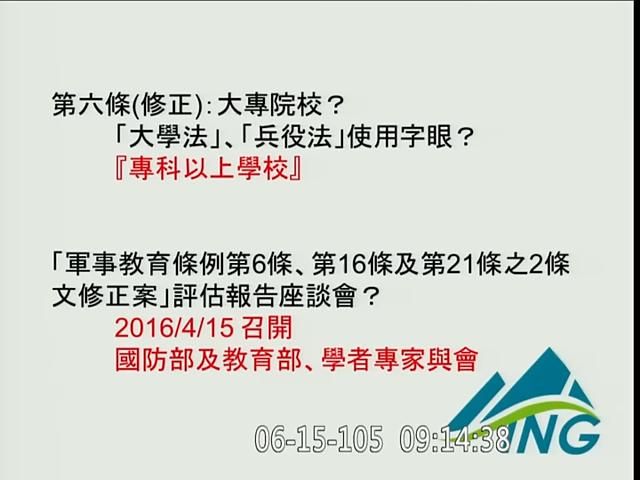 第六條(修正)：大專院校？
「大學法」、「兵役法」使用字眼？
『專科以上學校』
「軍事教育條例第6條、第16條及第21條之2條
文修正案」評估報告座談會？
2016/4/15 召開
國防部及教育部、學者專家與會
06-15-105 09:14:38
ING